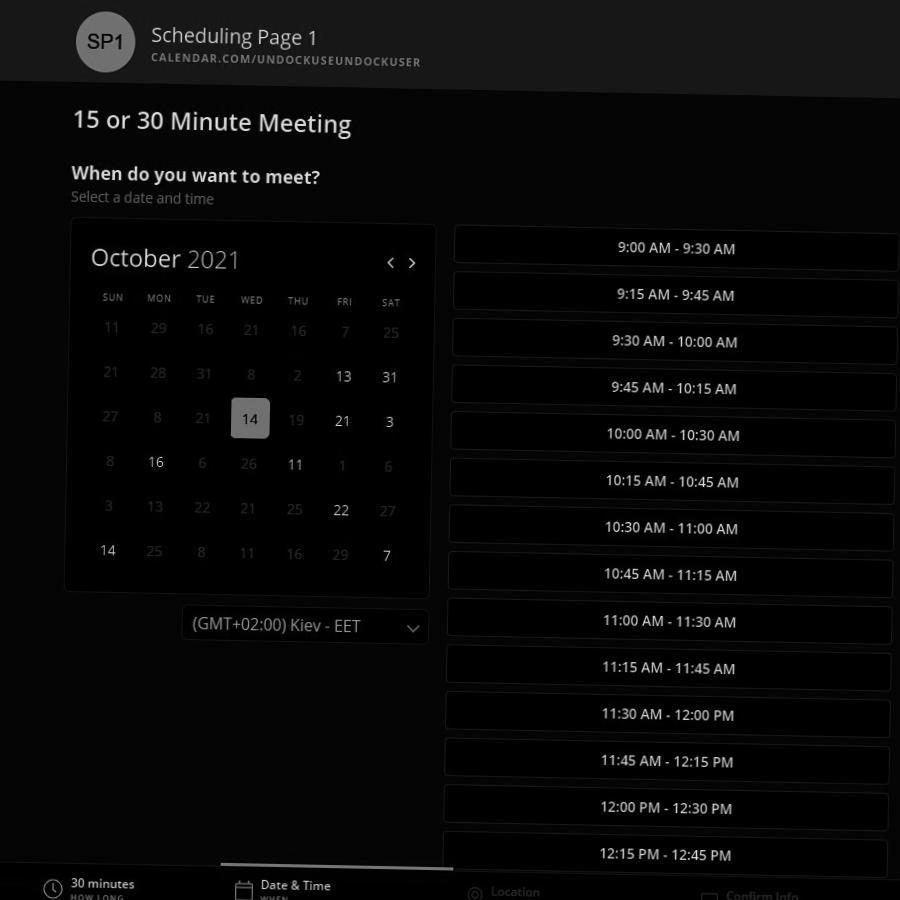 SP1
Scheduling Page 1
CALENDAR.COM/UNDOCKUSEUNDOCKUSER
15 or 30 Minute Meeting
When do you want to meet?
Select a date and time
October 2021
SUN MON TUE WED THU FRI SAT
11 29 16 21 16 7 25
21 28 31 8 2 13 31
27 8 21 14 19 21 3
8 16 6 26 11 1 6
3 13 22 21 25 22 27
14 25 8 11 16 29 7
(GMT+02:00) Kiev - EET
9:00 AM - 9:30 AM
9:15 AM - 9:45 AM
9:30 AM - 10:00 AM
9:45 AM - 10:15 AM
10:00 AM - 10:30 AM
10:15 AM - 10:45 AM
10:30 AM - 11:00 AM
10:45 AM - 11:15 AM
11:00 AM - 11:30 AM
11:15 AM - 11:45 AM
11:30 AM - 12:00 PM
11:45 AM - 12:15 PM
12:00 PM - 12:30 PM
12:15 PM - 12:45 PM
30 minutes
HOW LONG
Date & Time
WHEN
Location
Confirm Info